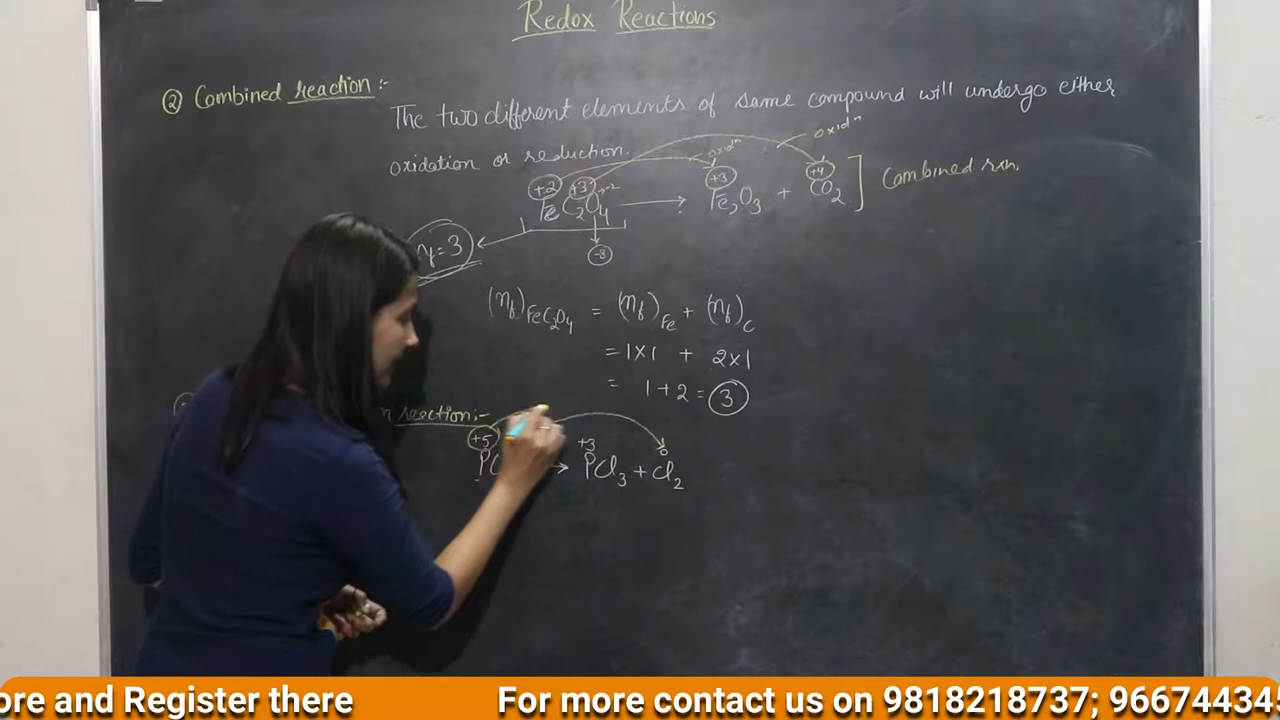 Redox Reactions
② Combined reaction :-
The two different elements of same compound will undergo either
oxidation or reduction.
oxidⁿ oxidⁿ
+2 +3 -2 +3 +4
FeC₂O₄ → Fe₂O₃ + CO₂ ] Combined rxn.
-8
η = 3
(nf)FeC₂O₄ = (nf)Fe + (nf)C
= 1×1 + 2×1
= 1+2 = 3
n reaction :-
+5 +3 0
PC → PCl₃ + Cl₂
ore and Register there For more contact us on 9818218737; 966744345